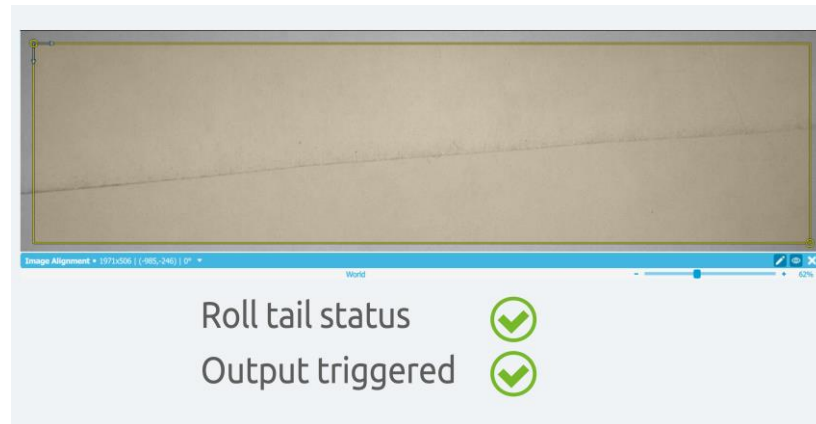 Image Alignment • 1971x506 | (-985,-246) | 0°
World
- + 62%
Roll tail status
Output triggered